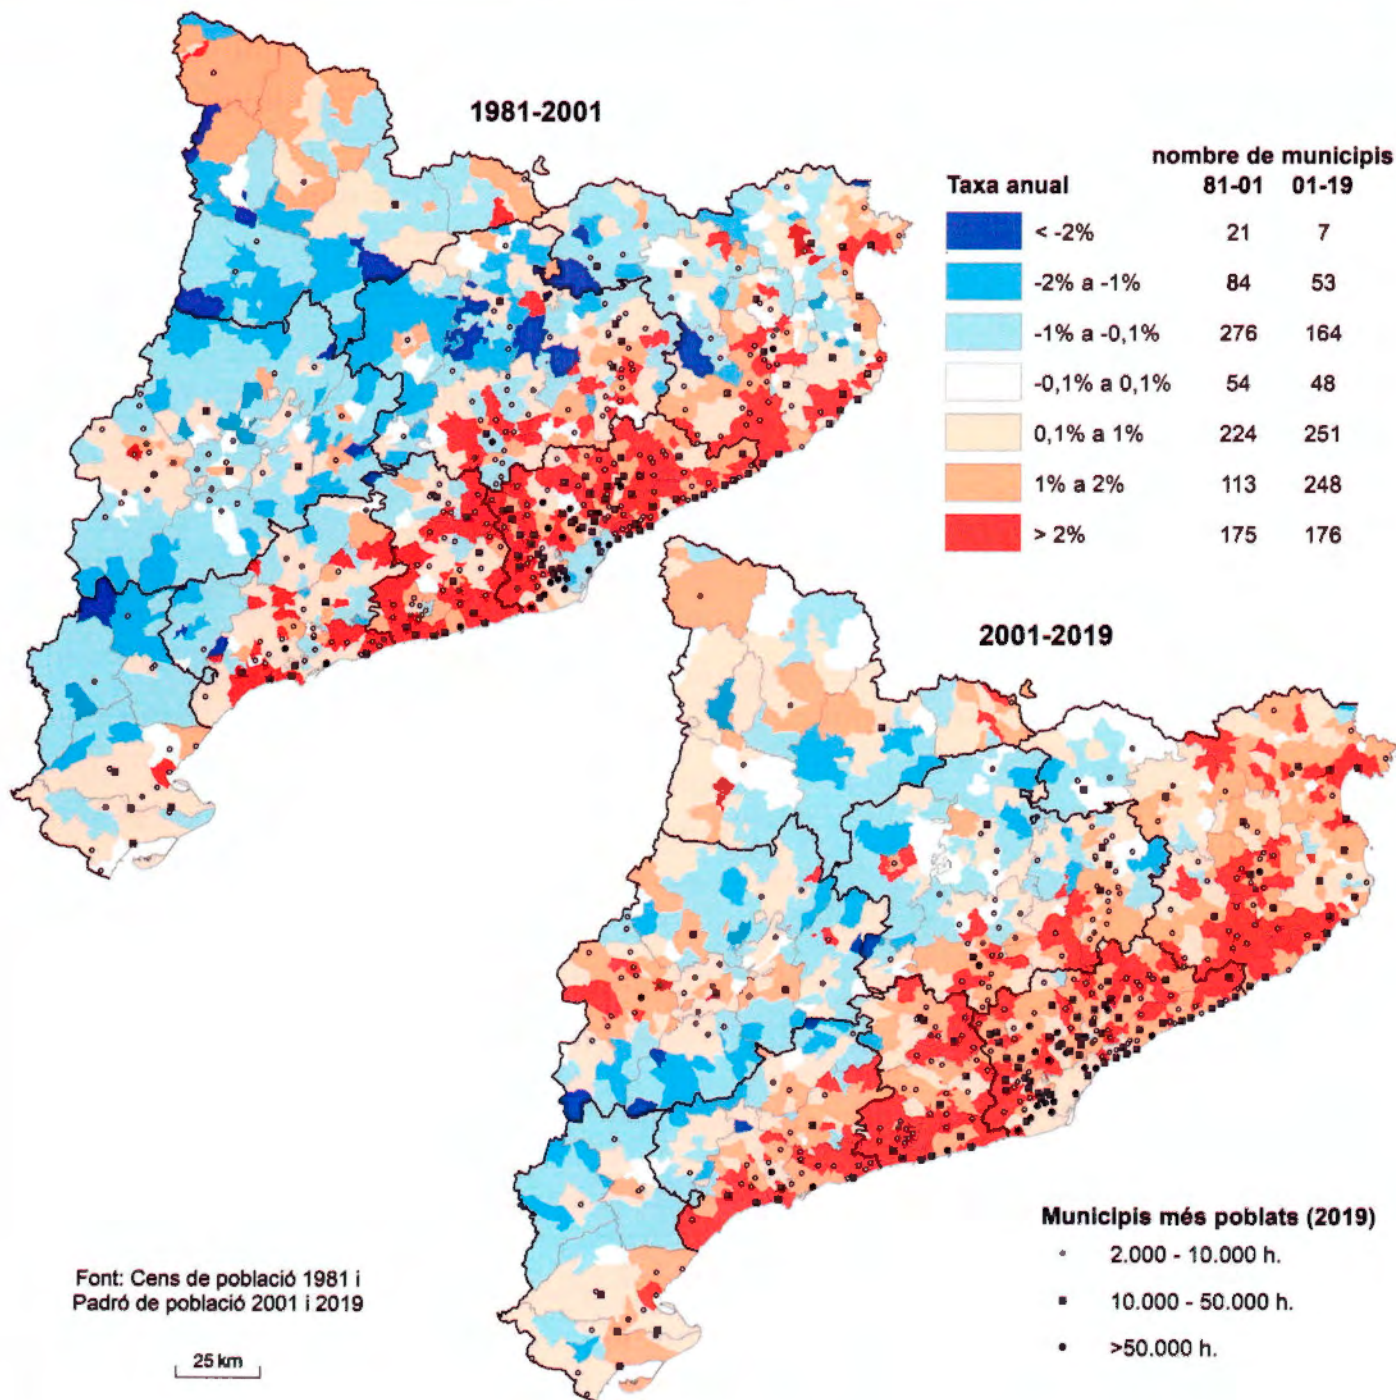 1981-2001
nombre de municipis
Taxa anual 81-01 01-19
< -2% 21 7
-2% a -1% 84 53
-1% a -0,1% 276 164
-0,1% a 0,1% 54 48
0,1% a 1% 224 251
1% a 2% 113 248
> 2% 175 176
2001-2019
Municipis més poblats (2019)
2.000 - 10.000 h.
10.000 - 50.000 h.
>50.000 h.
Font: Cens de població 1981 i
Padró de població 2001 i 2019
25 km